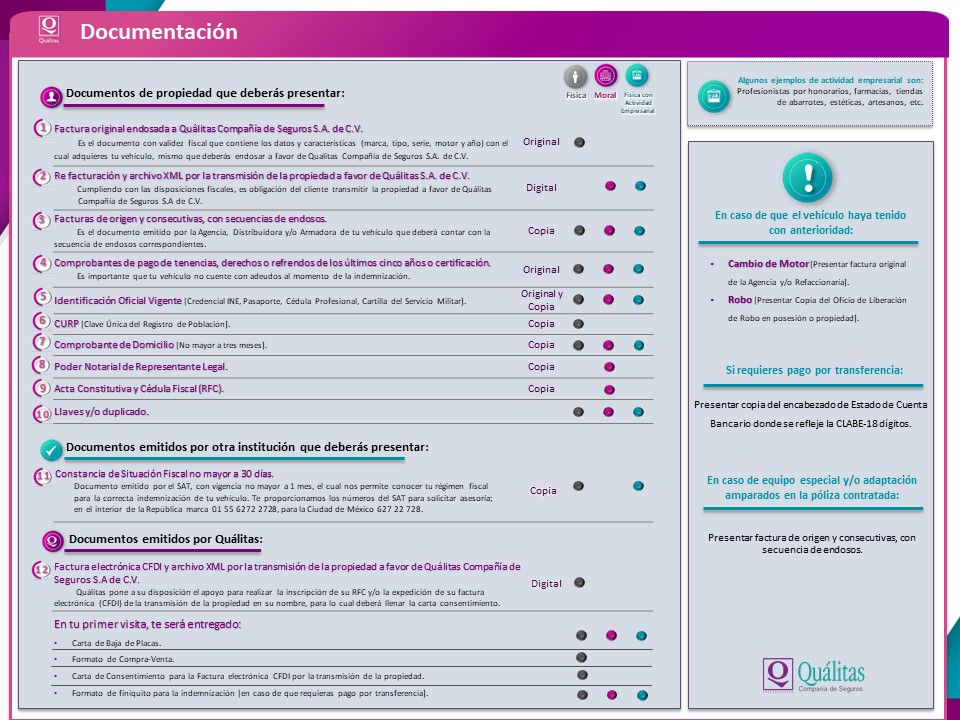 Quálitas
Documentación
Documentos de propiedad que deberás presentar:
Física
Moral
Física con
Actividad
Empresarial
1
Factura original endosada a Quálitas Compañía de Seguros S.A. de C.V.
Es el documento con validez fiscal que contiene los datos y características (marca, tipo, serie, motor y año) con el
cual adquieres tu vehículo, mismo que deberás endosar a favor de Qualitas Compañía de Seguros S.A. de C.V.
Original
2
Re facturación y archivo XML por la transmisión de la propiedad a favor de Quálitas S.A. de C.V.
Cumpliendo con las disposiciones fiscales, es obligación del cliente transmitir la propiedad a favor de Quálitas
Compañía de Seguros S.A de C.V.
Digital
3
Facturas de origen y consecutivas, con secuencias de endosos.
Es el documento emitido por la Agencia, Distribuidora y/o Armadora de tu vehículo que deberá contar con la
secuencia de endosos correspondientes.
Copia
4
Comprobantes de pago de tenencias, derechos o refrendos de los últimos cinco años o certificación.
Es importante que tu vehículo no cuente con adeudos al momento de la indemnización.
Original
5
Identificación Oficial Vigente [Credencial INE, Pasaporte, Cédula Profesional, Cartilla del Servicio Militar].
Original y
Copia
6
CURP [Clave Única del Registro de Población].
Copia
7
Comprobante de Domicilio [No mayor a tres meses].
Copia
8
Poder Notarial de Representante Legal.
Copia
9
Acta Constitutiva y Cédula Fiscal (RFC).
Copia
10
Llaves y/o duplicado.
Documentos emitidos por otra institución que deberás presentar:
11
Constancia de Situación Fiscal no mayor a 30 días.
Documento emitido por el SAT, con vigencia no mayor a 1 mes, el cual nos permite conocer tu régimen fiscal
para la correcta indemnización de tu vehículo. Te proporcionamos los números del SAT para solicitar asesoría;
en el interior de la República marca 01 55 6272 2728, para la Ciudad de México 627 22 728.
Copia
Documentos emitidos por Quálitas:
12
Factura electrónica CFDI y archivo XML por la transmisión de la propiedad a favor de Quálitas Compañía de
Seguros S.A de C.V.
Quálitas pone a su disposición el apoyo para realizar la inscripción de su RFC y/o la expedición de su factura
electrónica (CFDI) de la transmisión de la propiedad en su nombre, para lo cual deberá llenar la carta consentimiento.
Digital
En tu primer visita, te será entregado:
• Carta de Baja de Placas.
• Formato de Compra-Venta.
• Carta de Consentimiento para la Factura electrónica CFDI por la transmisión de la propiedad.
• Formato de finiquito para la indemnización [en caso de que requieras pago por transferencia].
Algunos ejemplos de actividad empresarial son:
Profesionistas por honorarios, farmacias, tiendas
de abarrotes, estéticas, artesanos, etc.
!
En caso de que el vehículo haya tenido
con anterioridad:
• Cambio de Motor [Presentar factura original
de la Agencia y/o Refaccionaria].
• Robo [Presentar Copia del Oficio de Liberación
de Robo en posesión o propiedad].
Si requieres pago por transferencia:
Presentar copia del encabezado de Estado de Cuenta
Bancario donde se refleje la CLABE-18 dígitos.
En caso de equipo especial y/o adaptación
amparados en la póliza contratada:
Presentar factura de origen y consecutivas, con
secuencia de endosos.
Quálitas
Compañía de Seguros